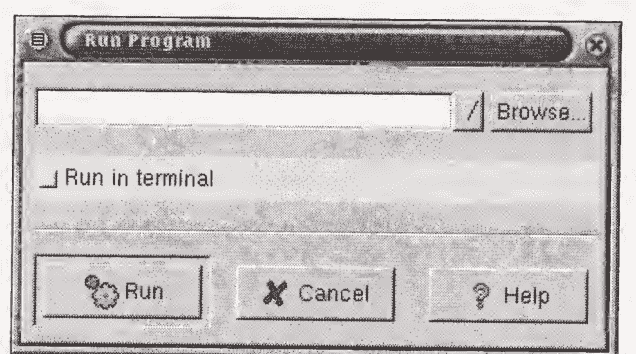 Run Program
/ Browse...
Run in terminal
Run
Cancel
? Help